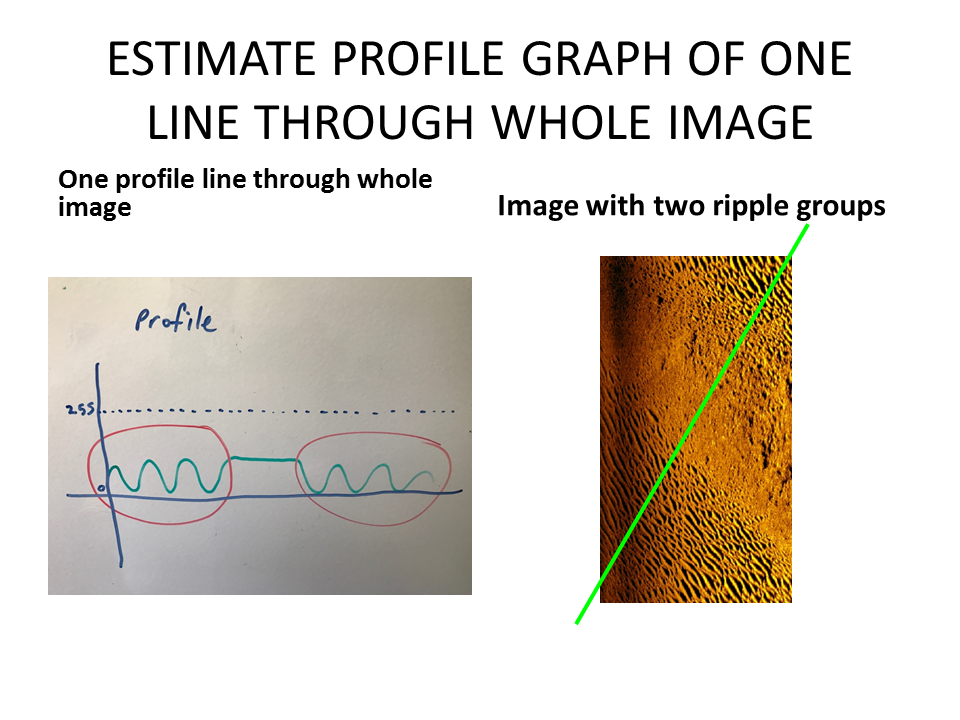 ESTIMATE PROFILE GRAPH OF ONE
LINE THROUGH WHOLE IMAGE
One profile line through whole
image
Image with two ripple groups
Profile
255
0